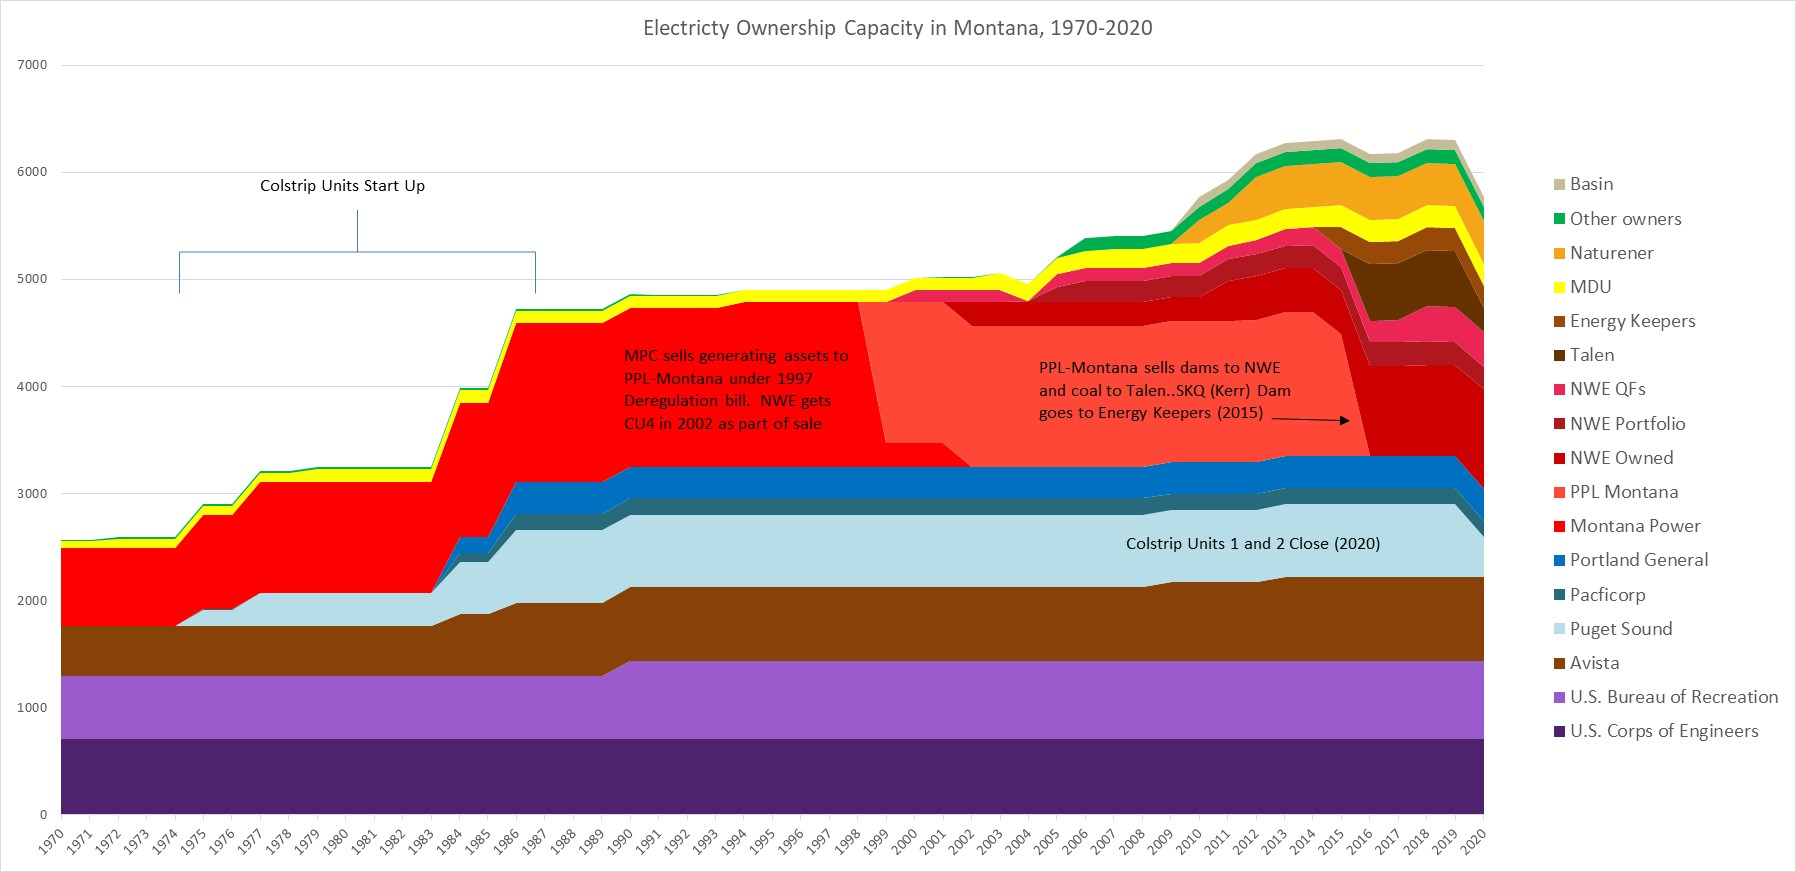 Electricty Ownership Capacity in Montana, 1970-2020
7000
6000
5000
4000
3000
2000
1000
0
Colstrip Units Start Up
MPC sells generating assets to
PPL-Montana under 1997
Deregulation bill.  NWE gets
CU4 in 2002 as part of sale
PPL-Montana sells dams to NWE
and coal to Talen..SKQ (Kerr) Dam
goes to Energy Keepers (2015)
Colstrip Units 1 and 2 Close (2020)
1970
1971
1972
1973
1974
1975
1976
1977
1978
1979
1980
1981
1982
1983
1984
1985
1986
1987
1988
1989
1990
1991
1992
1993
1994
1995
1996
1997
1998
1999
2000
2001
2002
2003
2004
2005
2006
2007
2008
2009
2010
2011
2012
2013
2014
2015
2016
2017
2018
2019
2020
Basin
Other owners
Naturener
MDU
Energy Keepers
Talen
NWE QFs
NWE Portfolio
NWE Owned
PPL Montana
Montana Power
Portland General
Pacficorp
Puget Sound
Avista
U.S. Bureau of Recreation
U.S. Corps of Engineers